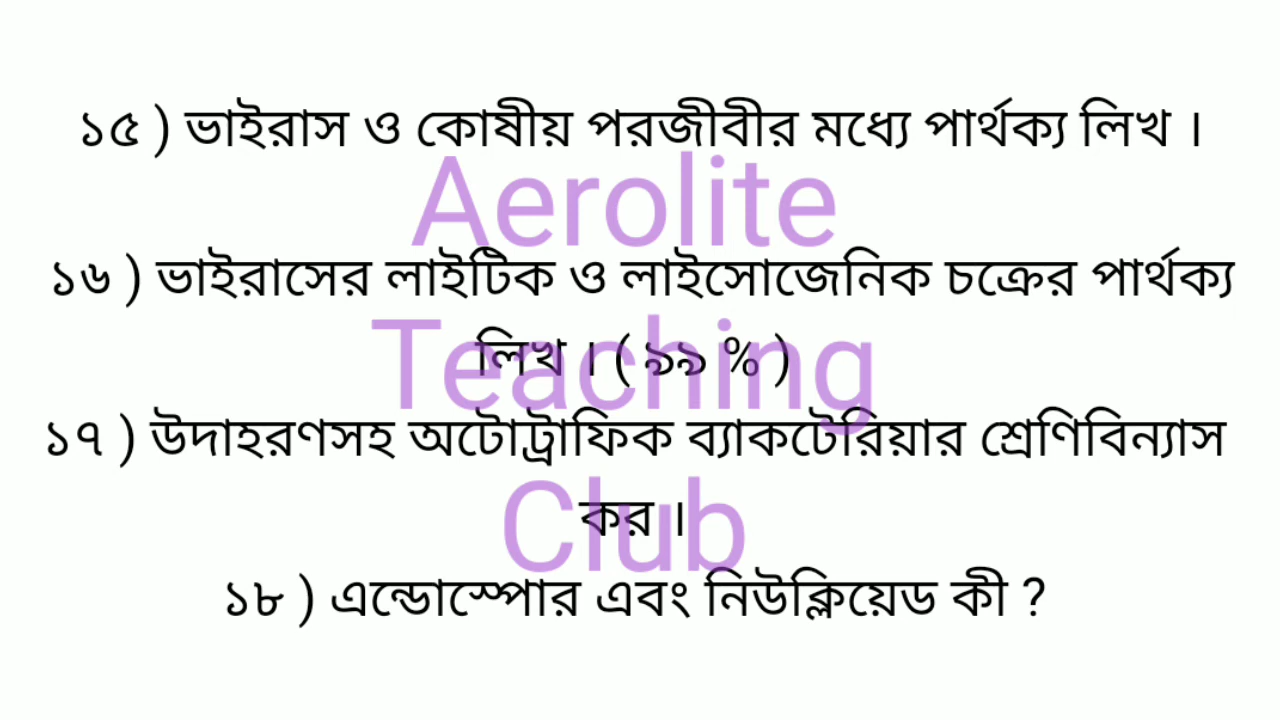 ১৫ ) ভাইরাস ও কোষীয় পরজীবীর মধ্যে পার্থক্য লিখ ।
Aerolite
১৬ ) ভাইরাসের লাইটিক ও লাইসোজেনিক চক্রের পার্থক্য
লিখ । ( ৯৯ % )
Teaching
১৭ ) উদাহরণসহ অটোট্রাফিক ব্যাকটেরিয়ার শ্রেণিবিন্যাস
কর ।
Club
১৮ ) এন্ডোস্পোর এবং নিউক্লিয়েড কী ?